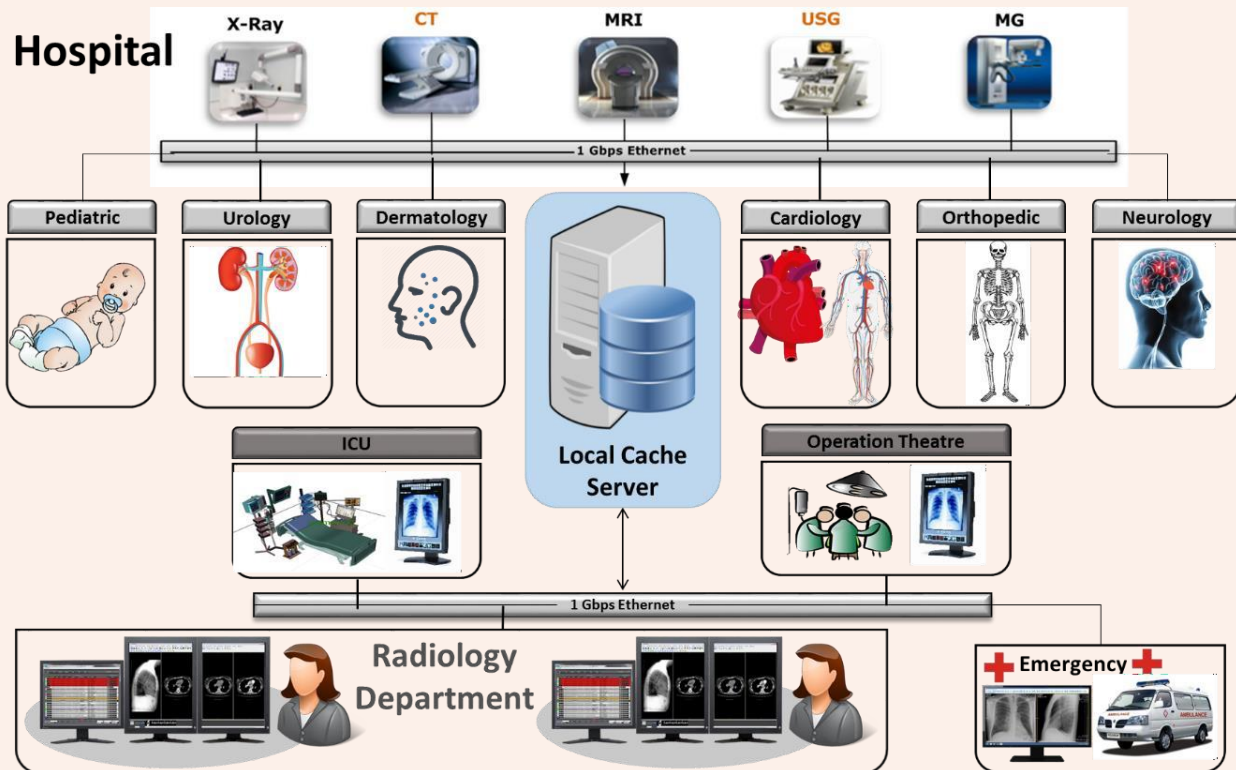 Hospital
X-Ray
CT
MRI
USG
MG
1 Gbps Ethernet
Pediatric
Urology
Dermatology
Cardiology
Orthopedic
Neurology
Local Cache
Server
ICU
Operation Theatre
1 Gbps Ethernet
Radiology
Department
Emergency
AMBULANCE